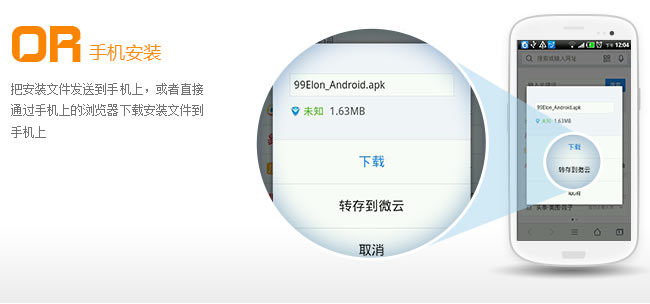 OR 手机安装
把安装文件发送到手机上，或者直接
通过手机上的浏览器下载安装文件到
手机上
99Elon_Android.apk
未知 1.63MB
下载
转存到微云
取消
12:04
搜索或输入网址
99Elon_Android.apk
未知 1.63MB
下载
转存到微云
取消